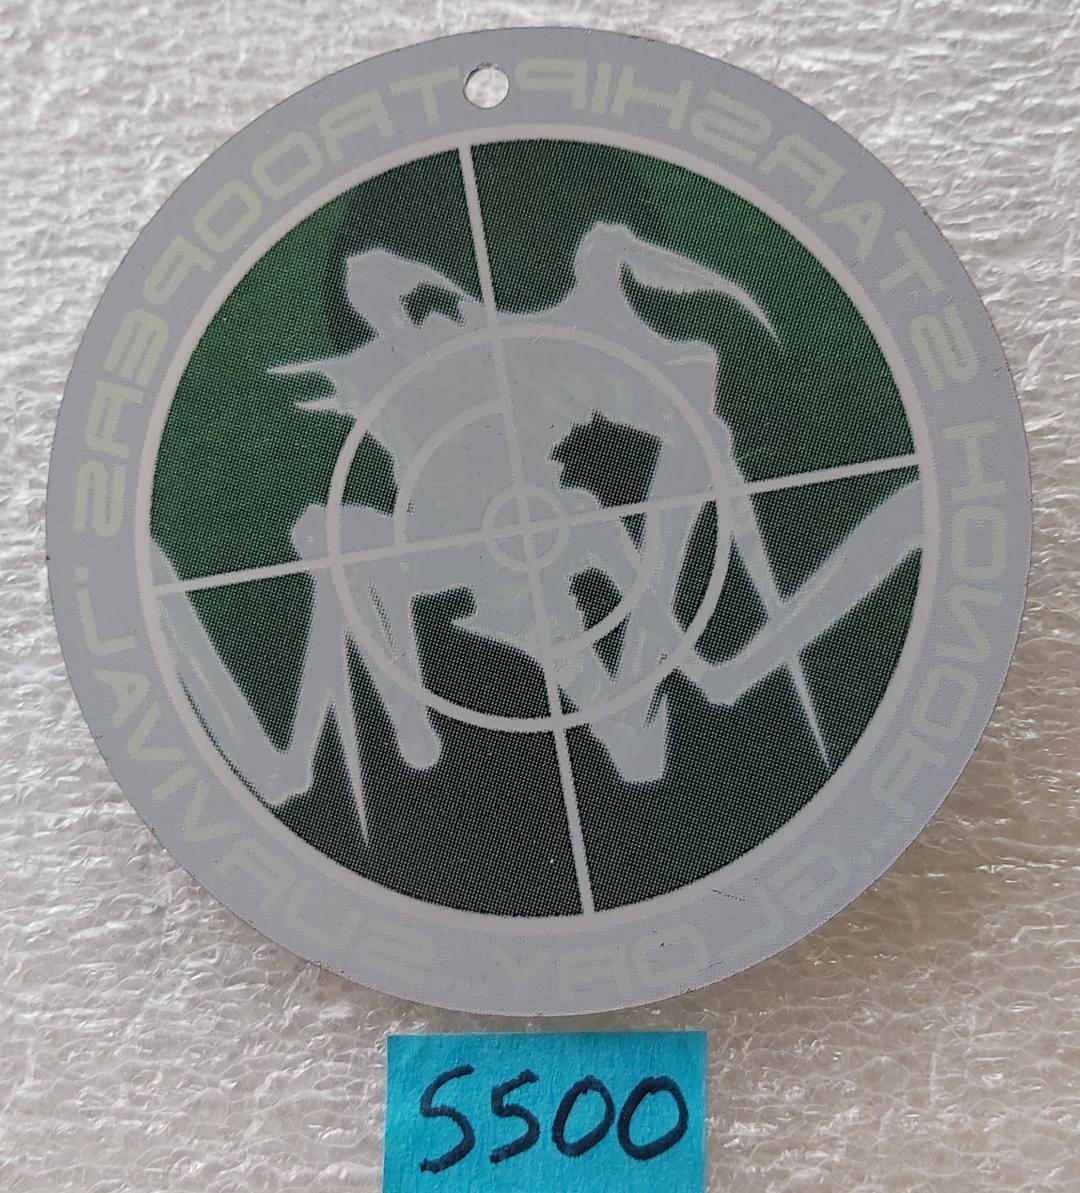 STARSHIP TROOPERS
HONOR...GLORY...SURVIVAL
5500